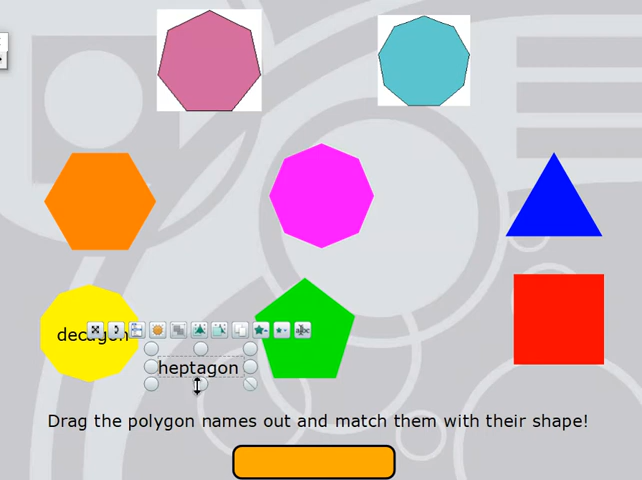 decagon
heptagon
Drag the polygon names out and match them with their shape!